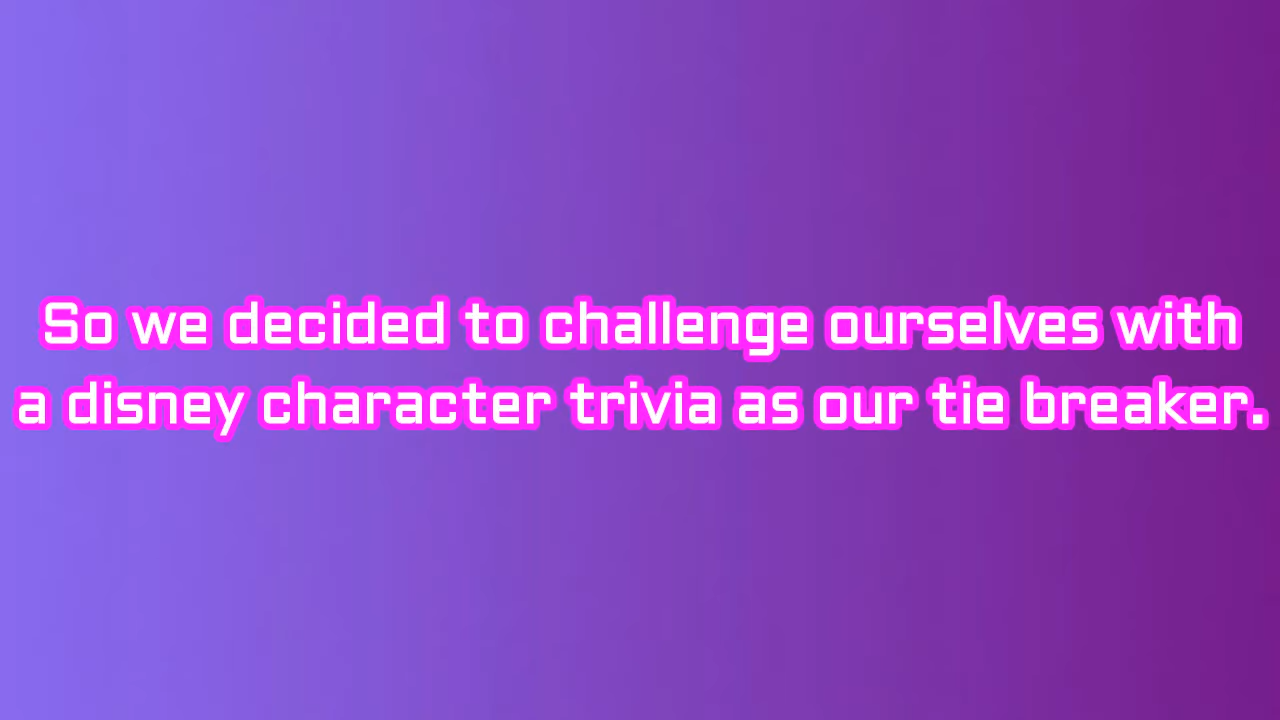 So we decided to challenge ourselves with
a disney character trivia as our tie breaker.